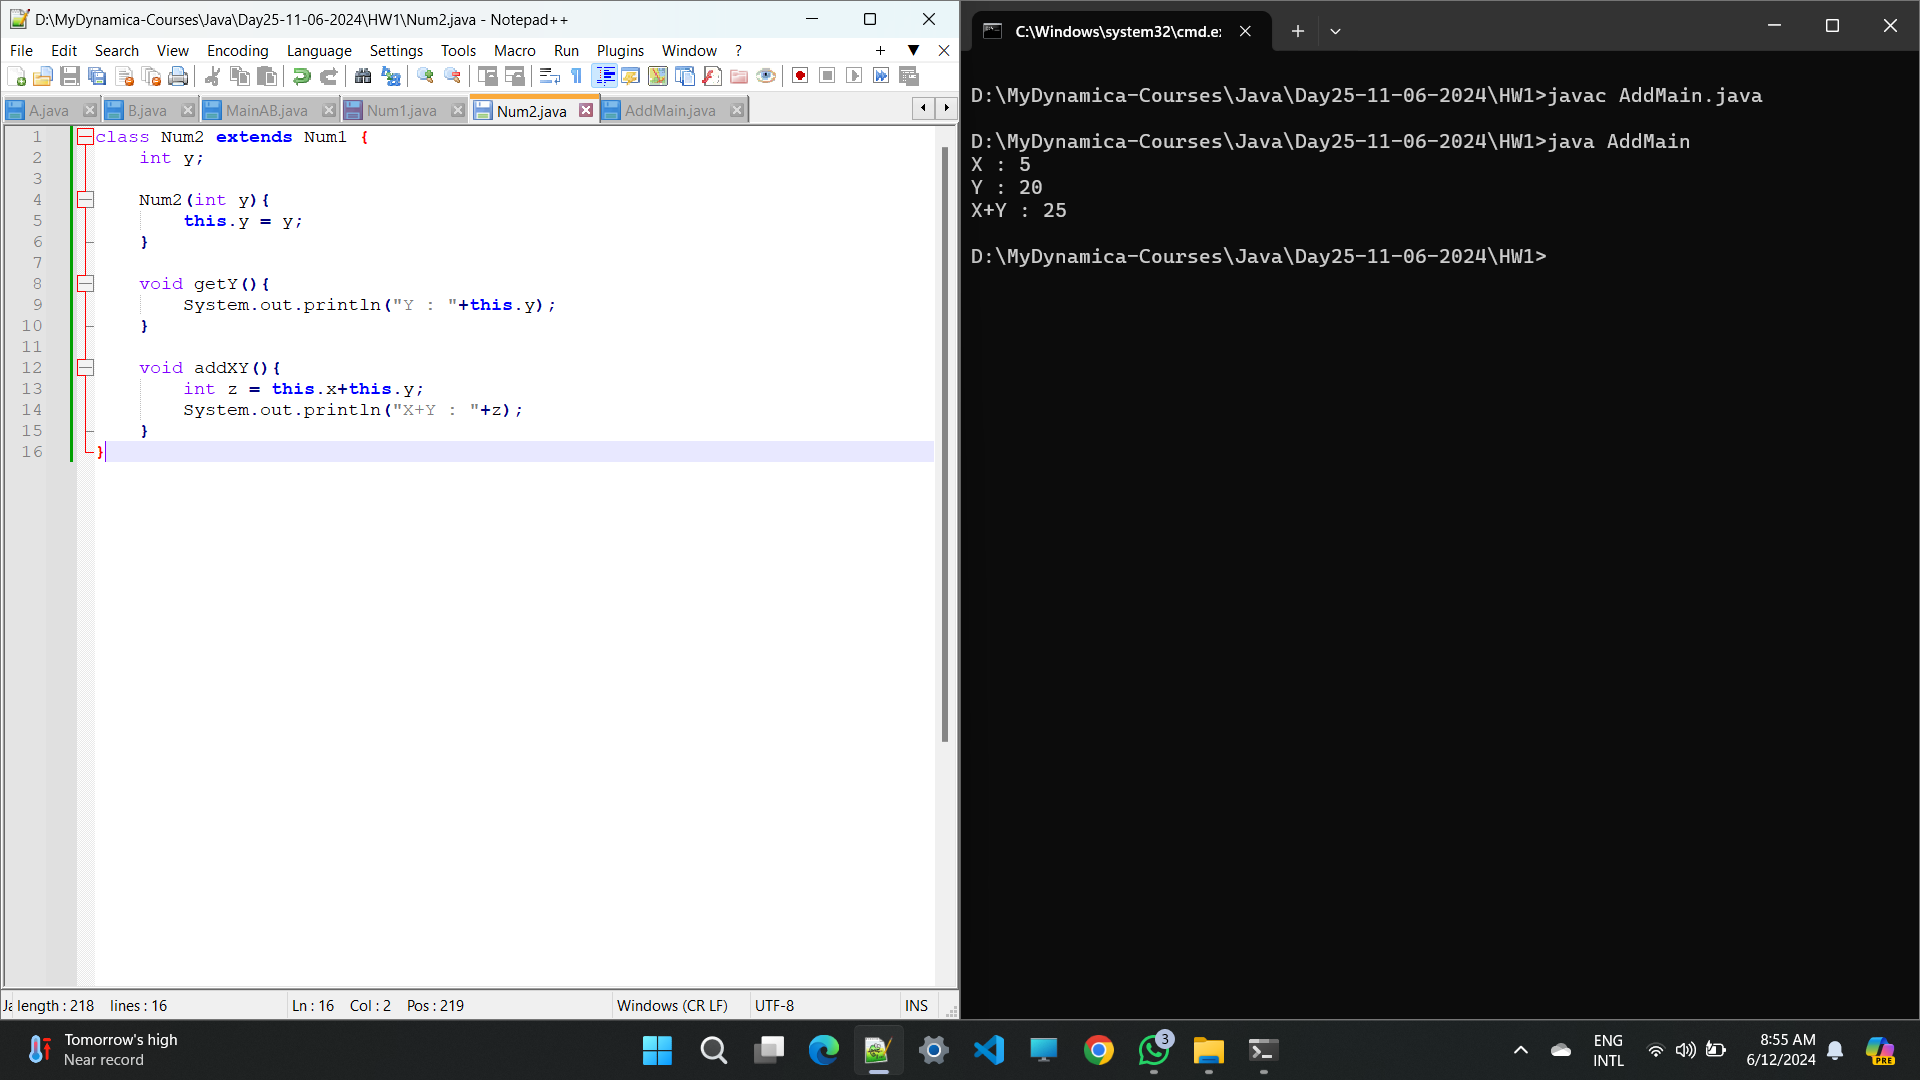 D:\MyDynamica-Courses\Java\Day25-11-06-2024\HW1\Num2.java - Notepad++
File Edit Search View Encoding Language Settings Tools Macro Run Plugins Window ?
A.java B.java MainAB.java Num1.java Num2.java AddMain.java
1 class Num2 extends Num1 {
2 int y;
3
4 Num2(int y){
5 this.y = y;
6 }
7
8 void getY(){
9 System.out.println("Y : "+this.y);
10 }
11
12 void addXY(){
13 int z = this.x+this.y;
14 System.out.println("X+Y : "+z);
15 }
16 }
Ja length : 218 lines : 16 Ln : 16 Col : 2 Pos : 219 Windows (CR LF) UTF-8 INS
C:\Windows\system32\cmd.e
D:\MyDynamica-Courses\Java\Day25-11-06-2024\HW1>javac AddMain.java
D:\MyDynamica-Courses\Java\Day25-11-06-2024\HW1>java AddMain
X : 5
Y : 20
X+Y : 25
D:\MyDynamica-Courses\Java\Day25-11-06-2024\HW1>
Tomorrow's high
Near record
3
ENG
INTL
8:55 AM
6/12/2024
PRE